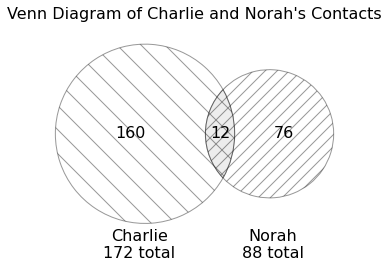 Venn Diagram of Charlie and Norah's Contacts
160
12
76
Charlie
172 total
Norah
88 total